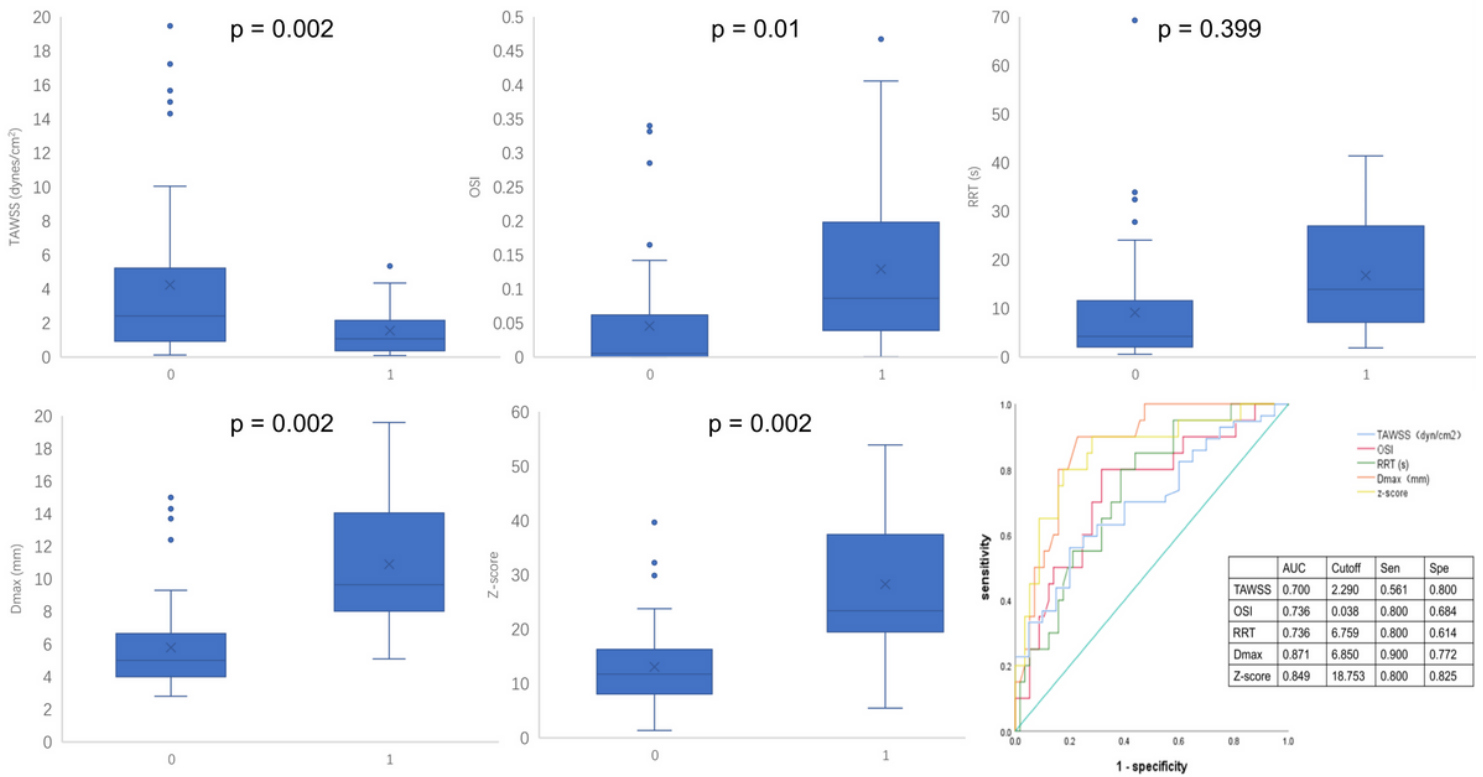 p = 0.002
TAWSS (dynes/cm²)
20
18
16
14
12
10
8
6
4
2
0
0 1
p = 0.01
OSI
0.5
0.45
0.4
0.35
0.3
0.25
0.2
0.15
0.1
0.05
0
0 1
p = 0.399
RRT (s)
70
60
50
40
30
20
10
0
0 1
p = 0.002
Dmax (mm)
20
18
16
14
12
10
8
6
4
2
0
0 1
p = 0.002
Z-score
60
50
40
30
20
10
0
0 1
sensitivity
1.0
0.8
0.6
0.4
0.2
0.0
0.0 0.2 0.4 0.6 0.8 1.0
1 - specificity
TAWSS（dyn/cm2）
OSI
RRT (s)
Dmax（mm)
z-score
AUC Cutoff Sen Spe
TAWSS 0.700 2.290 0.561 0.800
OSI 0.736 0.038 0.800 0.684
RRT 0.736 6.759 0.800 0.614
Dmax 0.871 6.850 0.900 0.772
Z-score 0.849 18.753 0.800 0.825